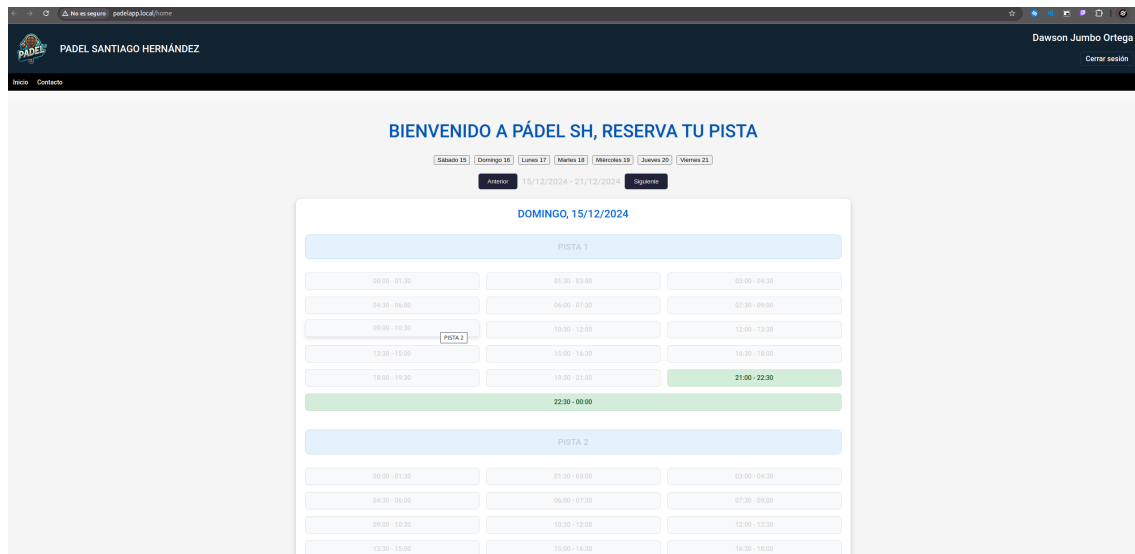 No es seguro padelapp.local/home
PADEL
PADEL SANTIAGO HERNÁNDEZ
Dawson Jumbo Ortega
Cerrar sesión
Inicio Contacto
BIENVENIDO A PÁDEL SH, RESERVA TU PISTA
Sábado 15 Domingo 16 Lunes 17 Martes 18 Miércoles 19 Jueves 20 Viernes 21
Anterior 15/12/2024 - 21/12/2024 Siguiente
DOMINGO, 15/12/2024
PISTA 1
00:00 - 01:30 01:30 - 03:00 03:00 - 04:30
04:30 - 06:00 06:00 - 07:30 07:30 - 09:00
09:00 - 10:30 10:30 - 12:00 12:00 - 13:30
PISTA 2
13:30 - 15:00 15:00 - 16:30 16:30 - 18:00
18:00 - 19:30 19:30 - 21:00 21:00 - 22:30
22:30 - 00:00
PISTA 2
00:00 - 01:30 01:30 - 03:00 03:00 - 04:30
04:30 - 06:00 06:00 - 07:30 07:30 - 09:00
09:00 - 10:30 10:30 - 12:00 12:00 - 13:30
13:30 - 15:00 15:00 - 16:30 16:30 - 18:00